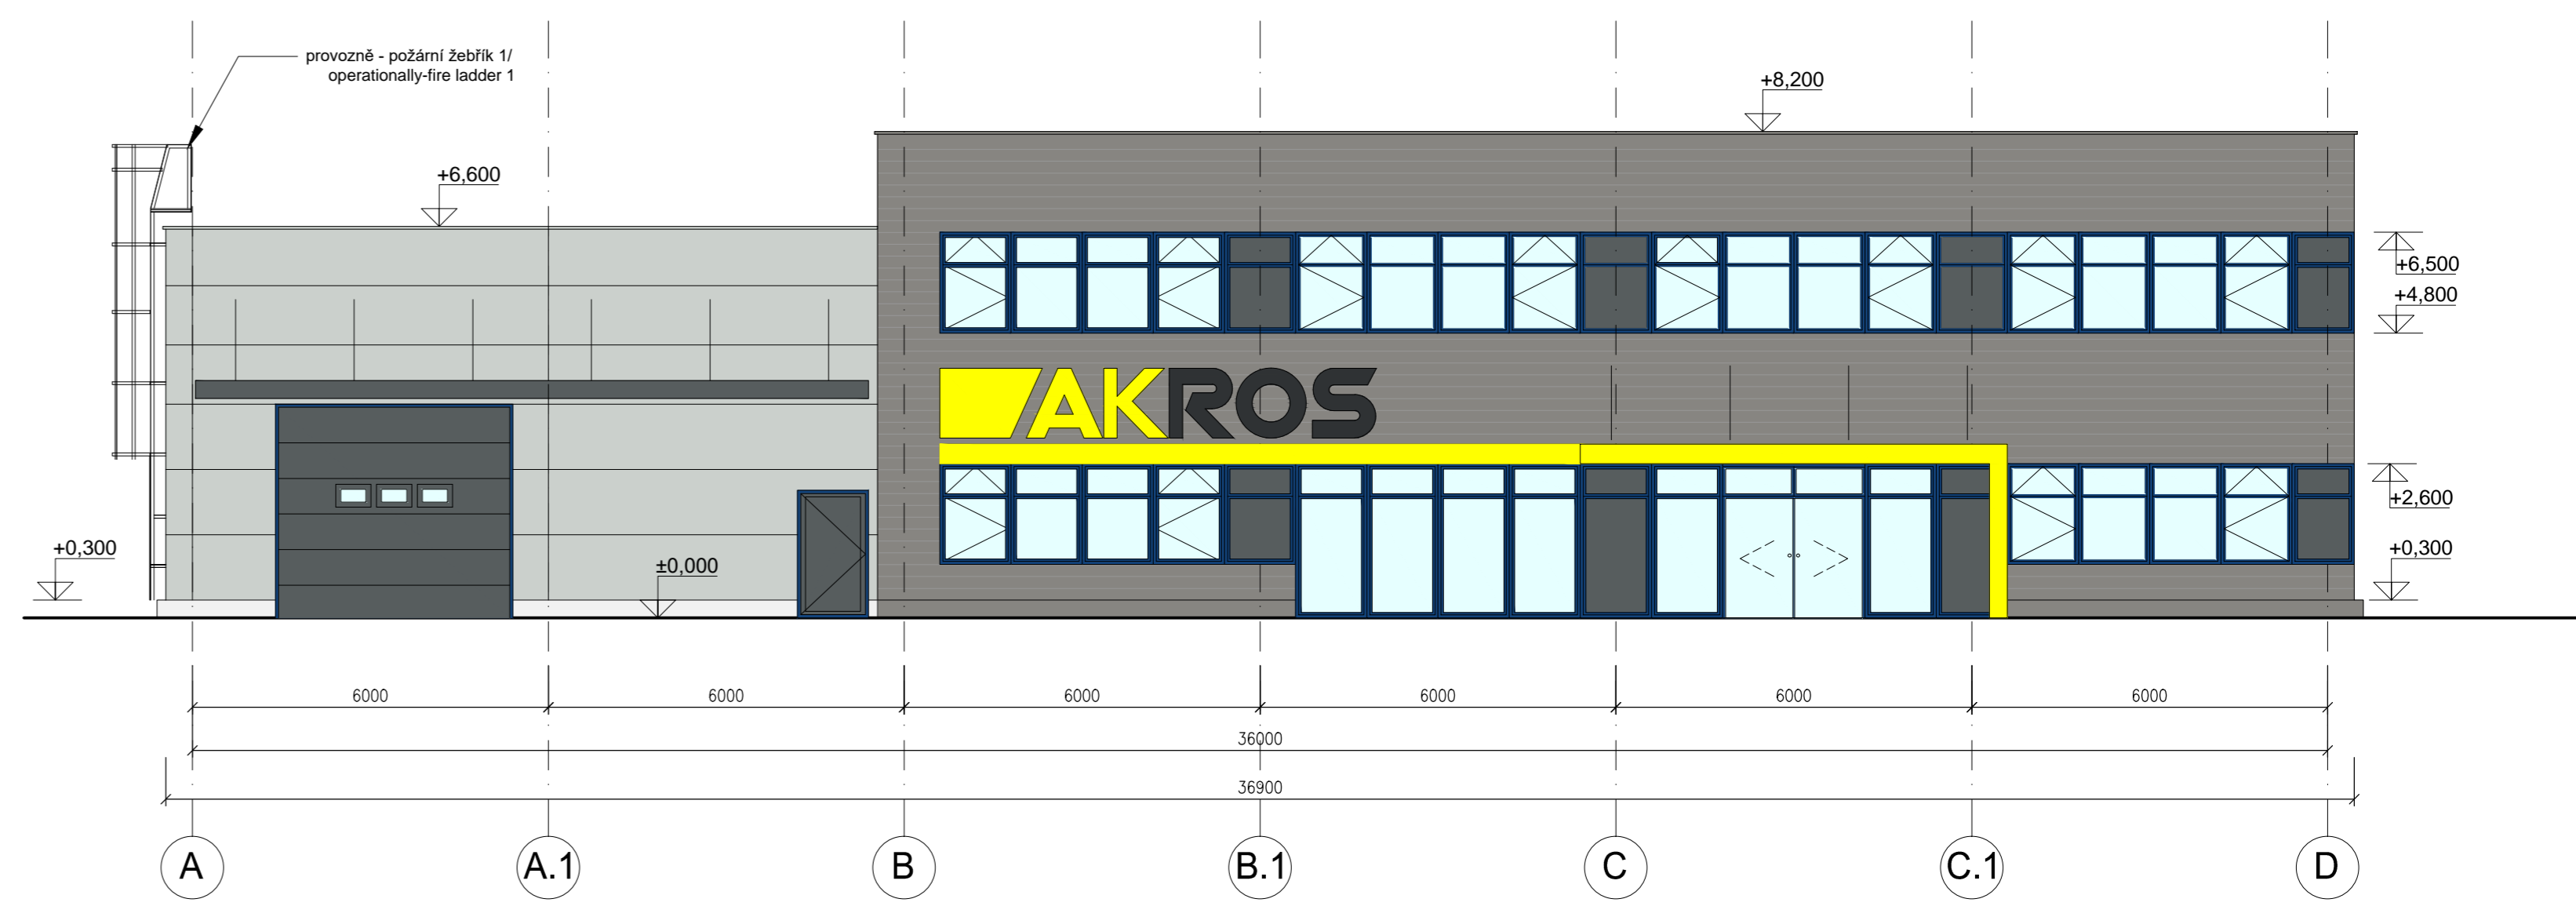 provozně - požární žebřík 1/
operationally-fire ladder 1
+8,200
+6,600
+6,500
+4,800
AKROS
+2,600
+0,300
+0,300
±0,000
6000 6000 6000 6000 6000 6000
36000
36900
A A.1 B B.1 C C.1 D